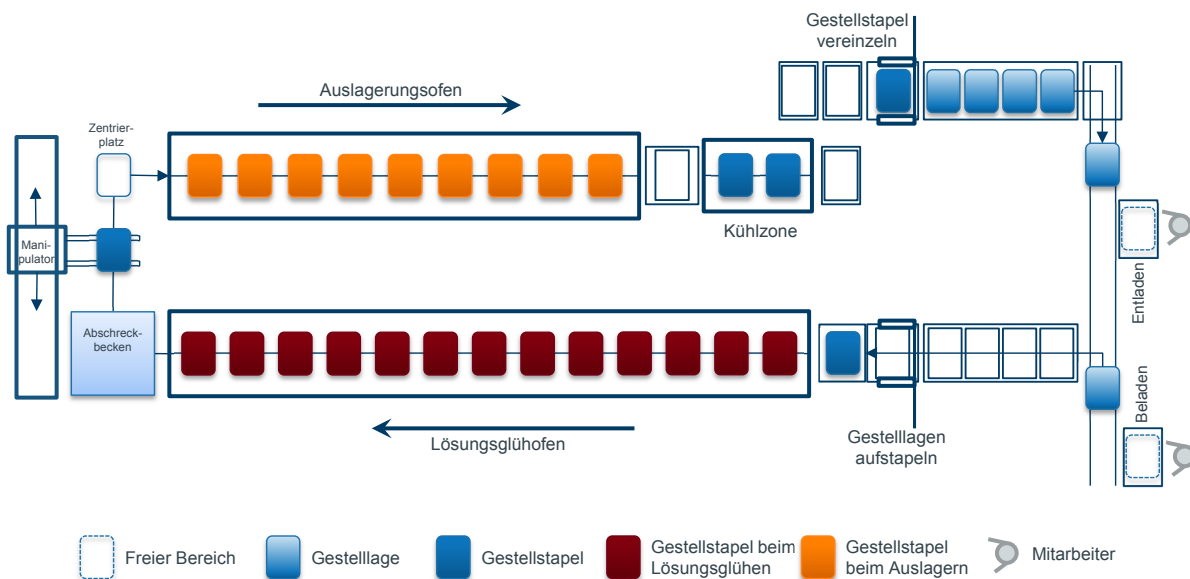 Gestellstapel
vereinzeln
Auslagerungsofen
Zentrier-
platz
Mani-
pulator
Kühlzone
Entladen
Abschreck-
becken
Beladen
Lösungsglühofen
Gestelllagen
aufstapeln
Freier Bereich
Gestelllage
Gestellstapel
Gestellstapel beim
Lösungsglühen
Gestellstapel
beim Auslagern
Mitarbeiter